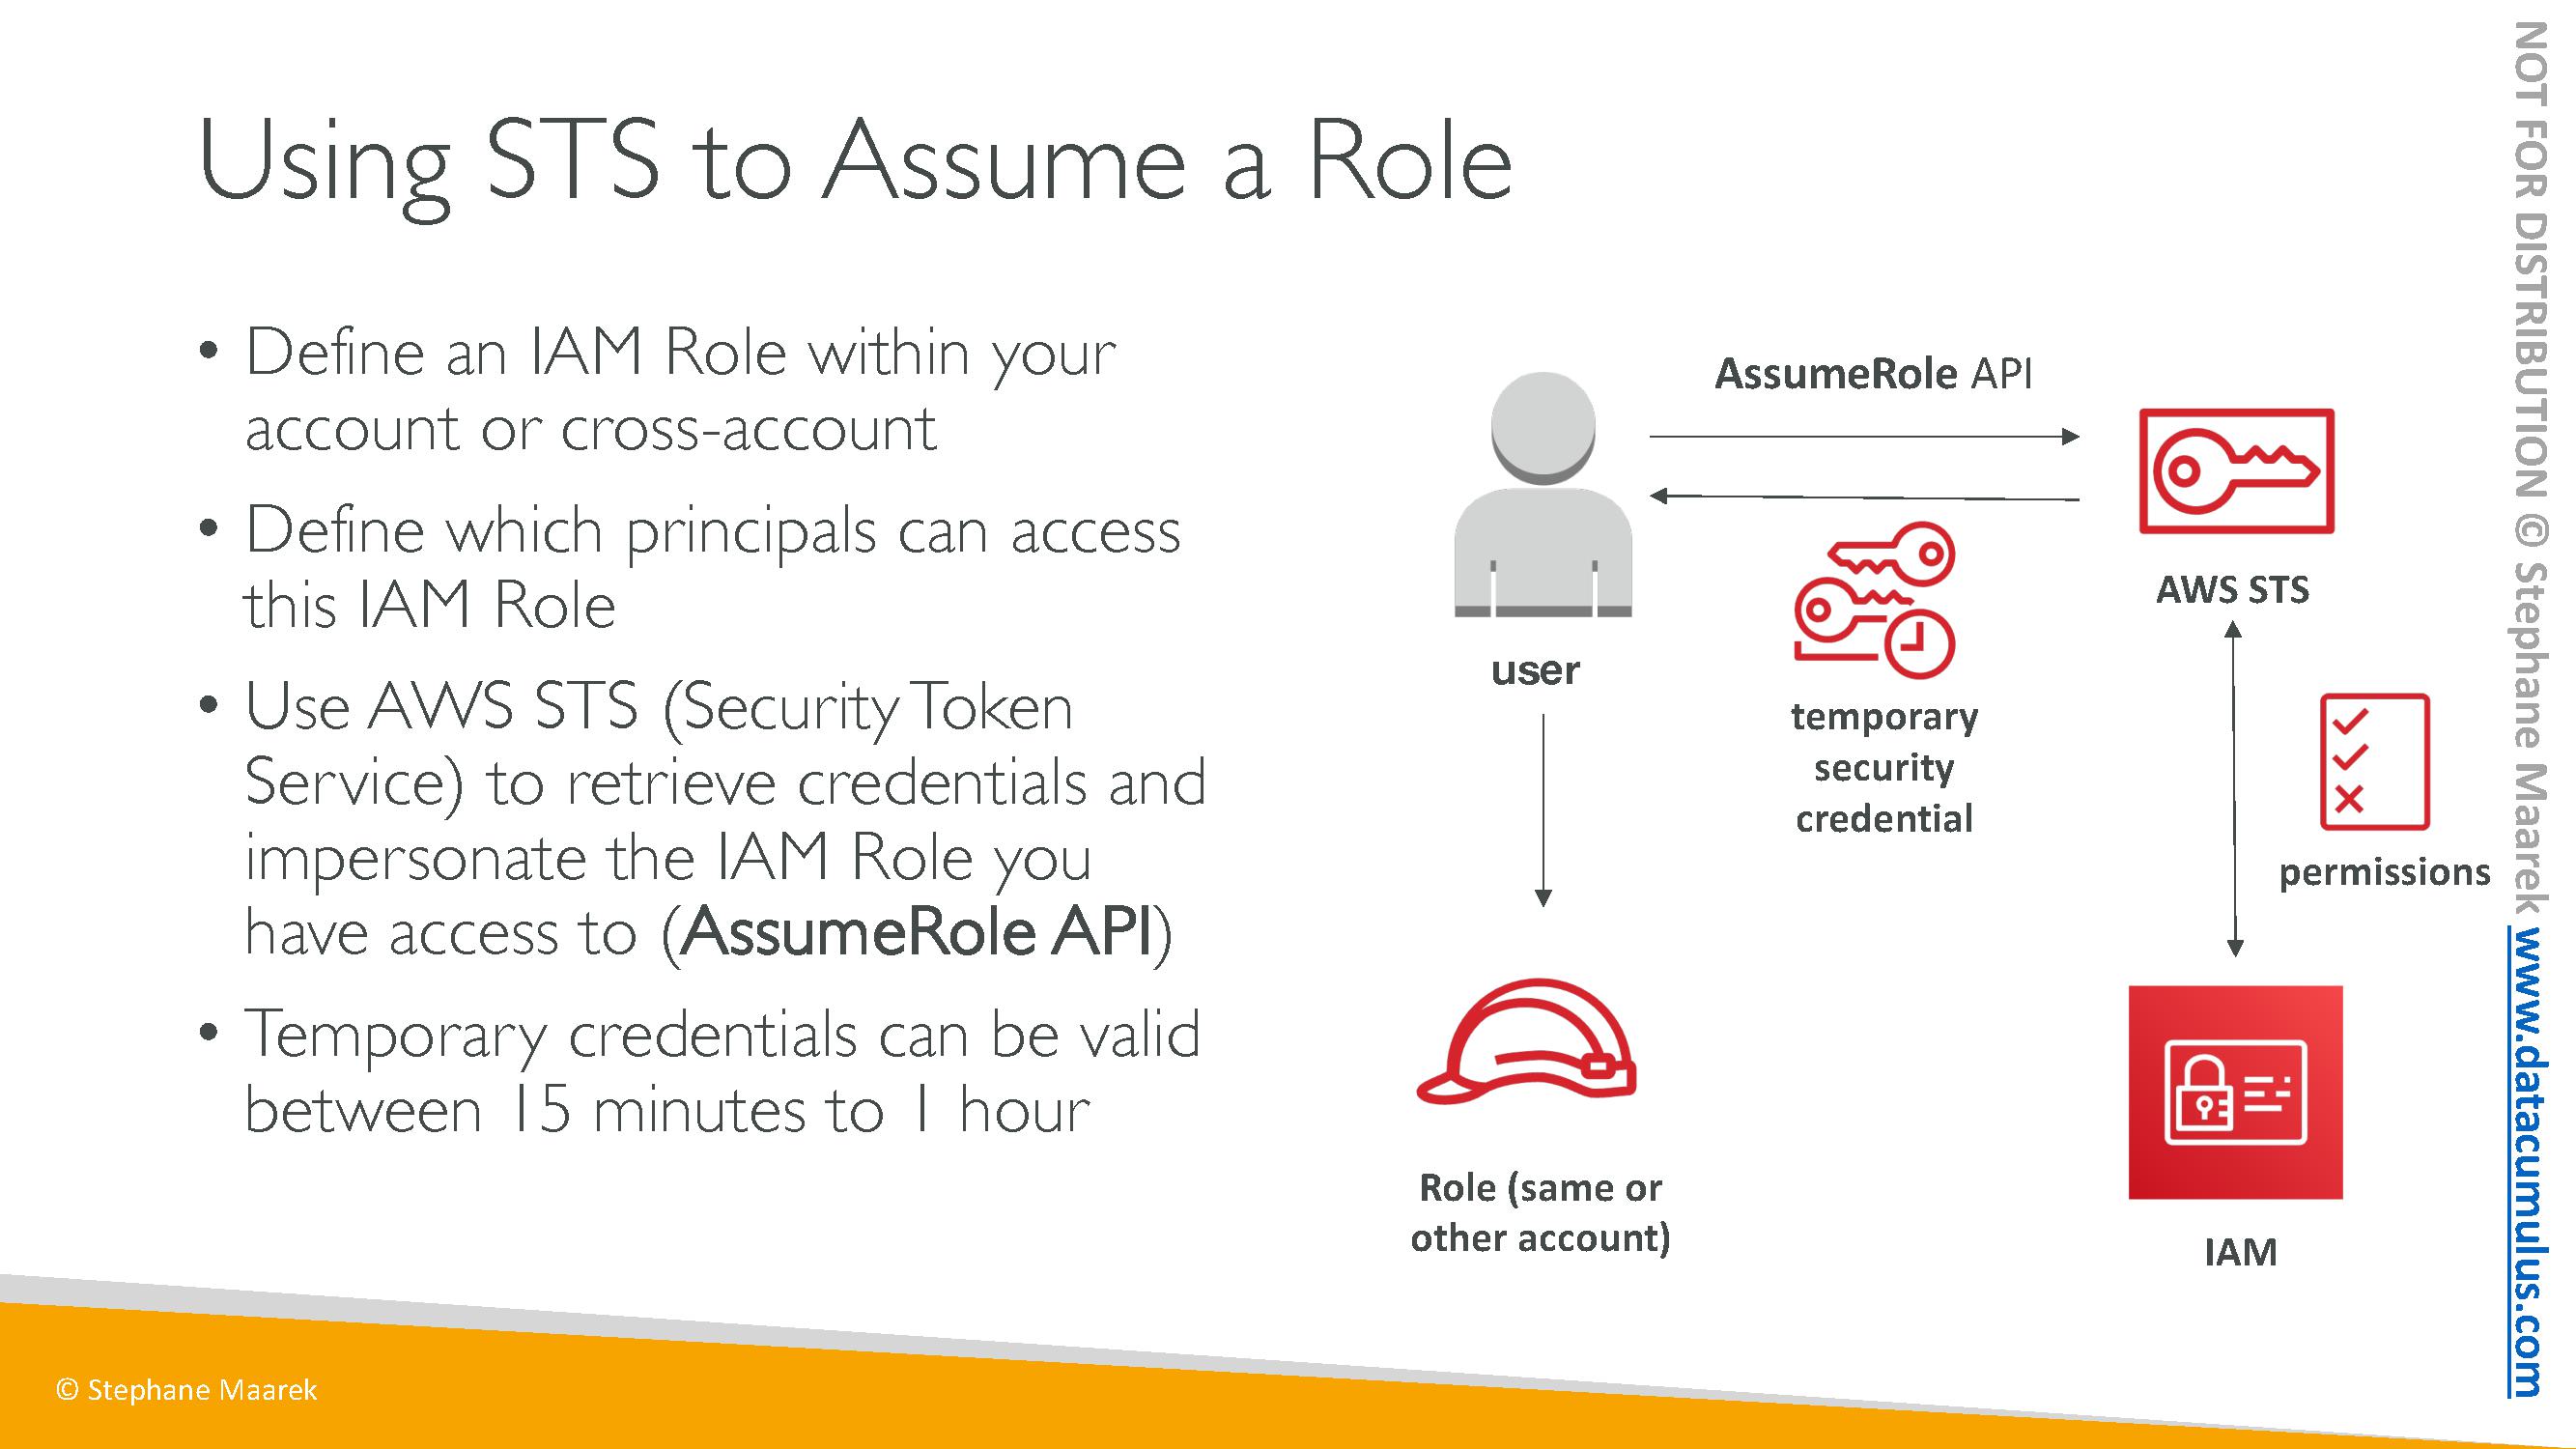 Using STS to Assume a Role
• Define an IAM Role within your
account or cross-account
• Define which principals can access
this IAM Role
• Use AWS STS (Security Token
Service) to retrieve credentials and
impersonate the IAM Role you
have access to (AssumeRole API)
• Temporary credentials can be valid
between 15 minutes to 1 hour
AssumeRole API
user
AWS STS
temporary
security
credential
permissions
Role (same or
other account)
IAM
© Stephane Maarek
NOT FOR DISTRIBUTION © Stephane Maarek www.datacumulus.com